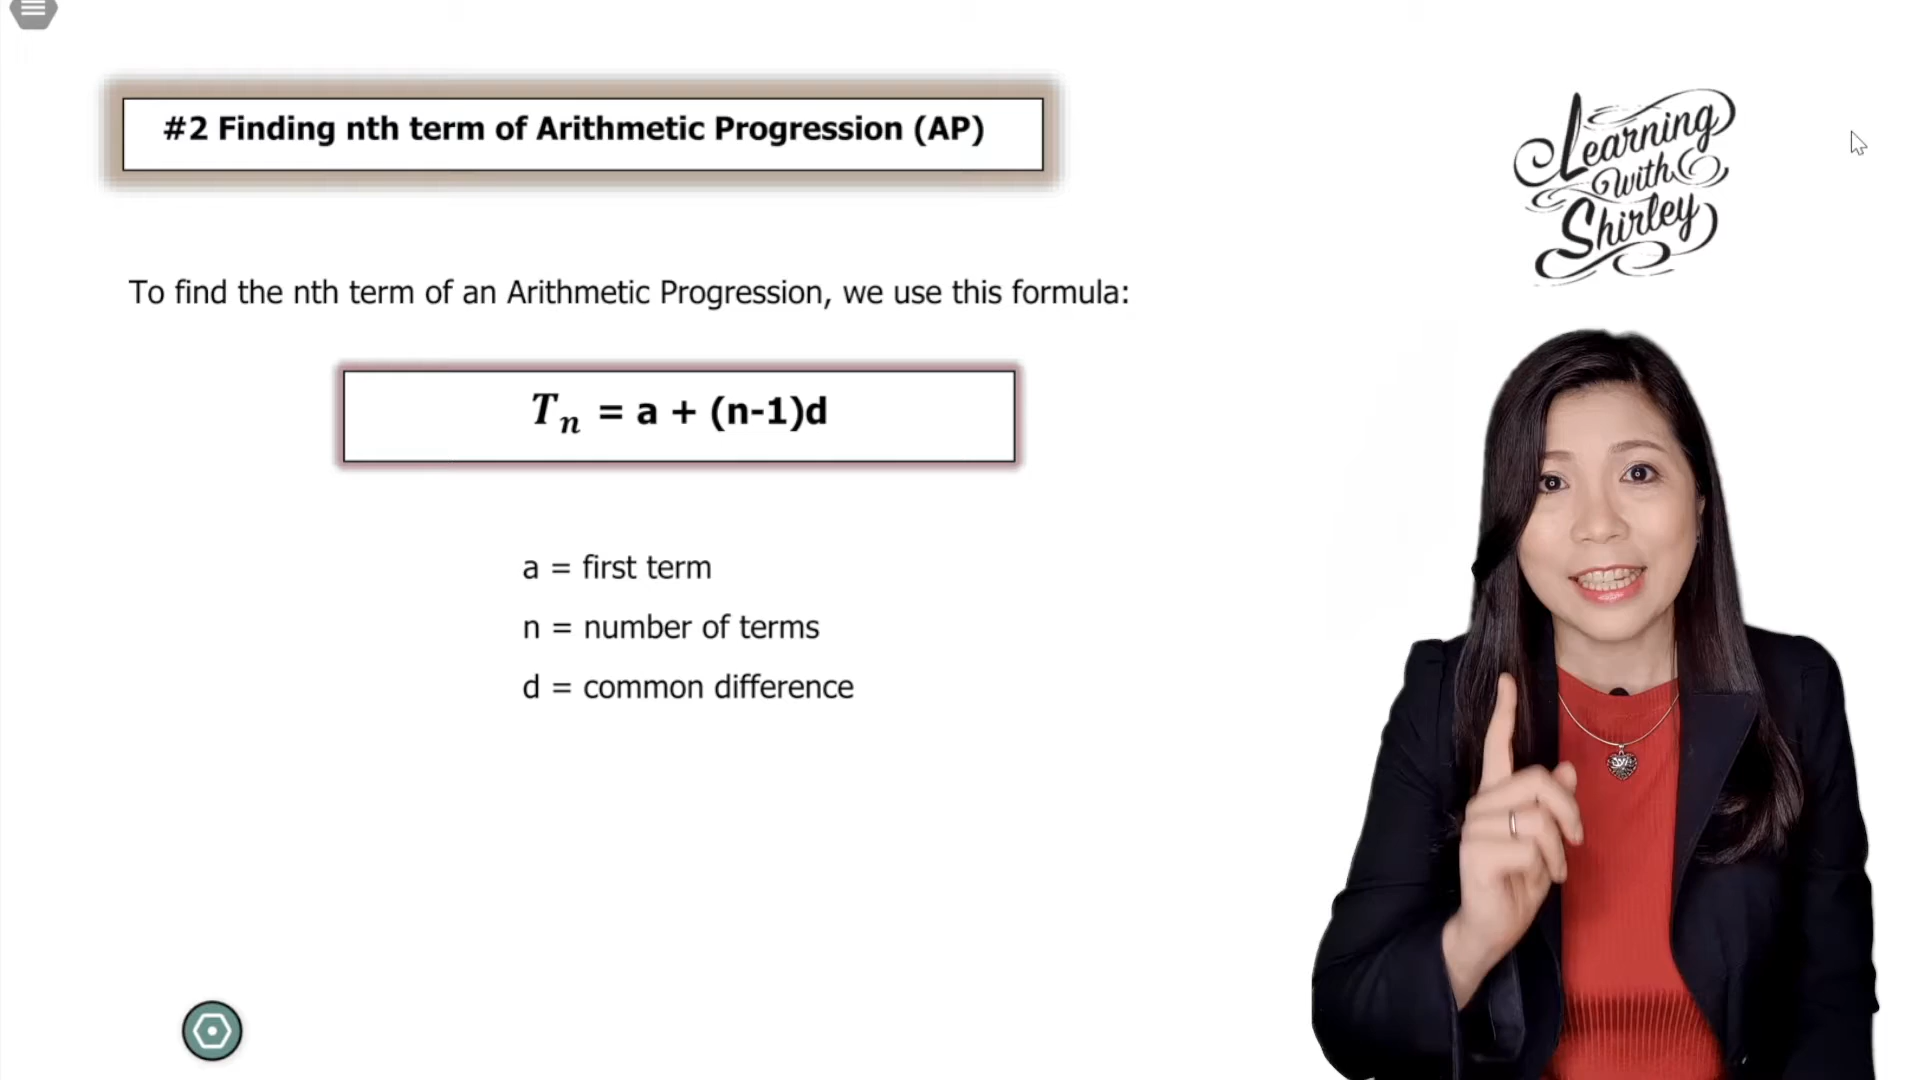 #2 Finding nth term of Arithmetic Progression (AP)
Learning
with
Shirley
To find the nth term of an Arithmetic Progression, we use this formula:
Tₙ = a + (n-1)d
a = first term
n = number of terms
d = common difference